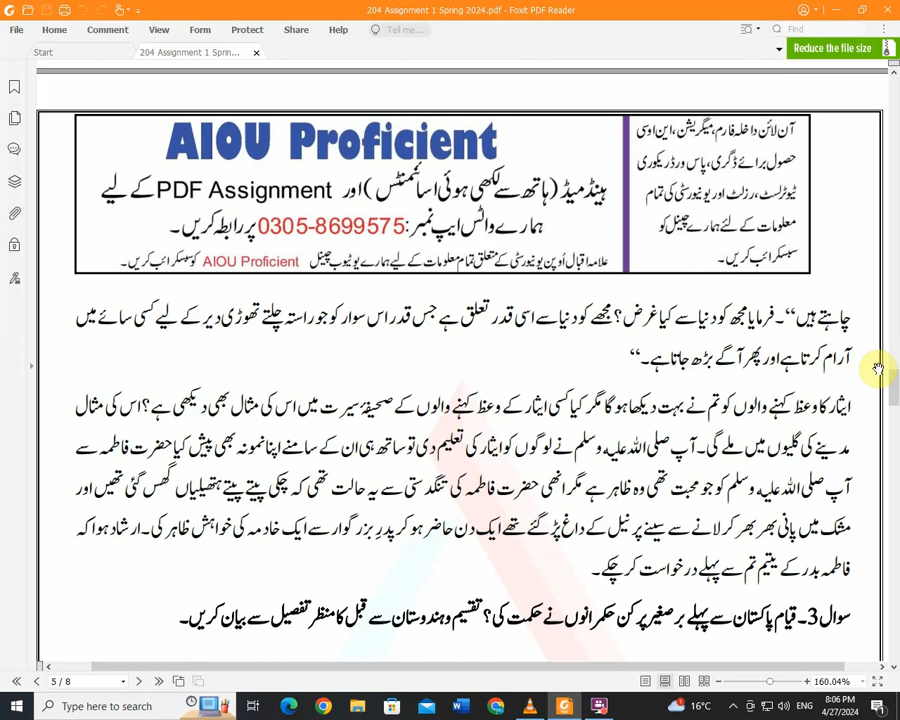 204 Assignment 1 Spring 2024.pdf - Foxit PDF Reader
File Home Comment View Form Protect Share Help Tell me... Find
Start 204 Assignment 1 Sprin... Reduce the file size
AIOU Proficient
ہینڈ میڈ (ہاتھ سے لکھی ہوئی اسائنمنٹس) اور PDF Assignment کے لیے
ہمارے واٹس ایپ نمبر: 0305-8699575 پر رابطہ کریں۔
علامہ اقبال اُوپن یونیورسٹی کے متعلق تمام معلومات کے لیے ہمارے یوٹیوب چینل AIOU Proficient کو سبسکرائب کریں۔
آن لائن داخلہ فارم، میگریشن، این او سی
حصول برائے ڈگری، پاس ورڈ ریکوری
ٹیوٹر لسٹ، رزلٹ اور یونیورسٹی کی تمام
معلومات کے لئے ہمارے چینل کو
سبسکرائب کریں۔
چاہتے ہیں“۔ فرمایا مجھ کو دنیا سے کیا غرض؟ مجھے کو دنیا سے اسی قدر تعلق ہے جس قدر اس سوار کو جو راستہ چلتے تھوڑی دیر کے لیے کسی سائے میں
آرام کرتا ہے اور پھر آگے بڑھ جاتا ہے۔“
ایثار کا وعظ کہنے والوں کو تم نے بہت دیکھا ہوگا مگر کیا کسی ایثار کے وعظ کہنے والوں کے صحیفۂ سیرت میں اس کی مثال بھی دیکھی ہے؟ اس کی مثال
مدینے کی گلیوں میں ملے گی۔ آپ صلی اللہ علیہ وسلم نے لوگوں کو ایثار کی تعلیم دی تو ساتھ ہی ان کے سامنے اپنا نمونہ بھی پیش کیا حضرت فاطمہ سے
آپ صلی اللہ علیہ وسلم کو جو محبت تھی وہ ظاہر ہے مگر انھی حضرت فاطمہ کی تنگدستی سے یہ حالت تھی کہ چکی پیتے پیتے ہتھیلیاں گھس گئی تھیں اور
مشک میں پانی بھر بھر کر لانے سے سینے پر نیل کے داغ پڑ گئے تھے ایک دن حاضر ہو کر پدرِ بزرگوار سے ایک خادمہ کی خواہش ظاہر کی۔ ارشاد ہوا کہ
فاطمہ بدر کے یتیم تم سے پہلے درخواست کر چکے۔
سوال 3۔ قیام پاکستان سے پہلے برصغیر پر کن حکمرانوں نے حکمت کی؟ تقسیم و ہندوستان سے قبل کا منظر تفصیل سے بیان کریں۔
5 / 8 160.04%
Type here to search 16°C ENG 8:06 PM
4/27/2024